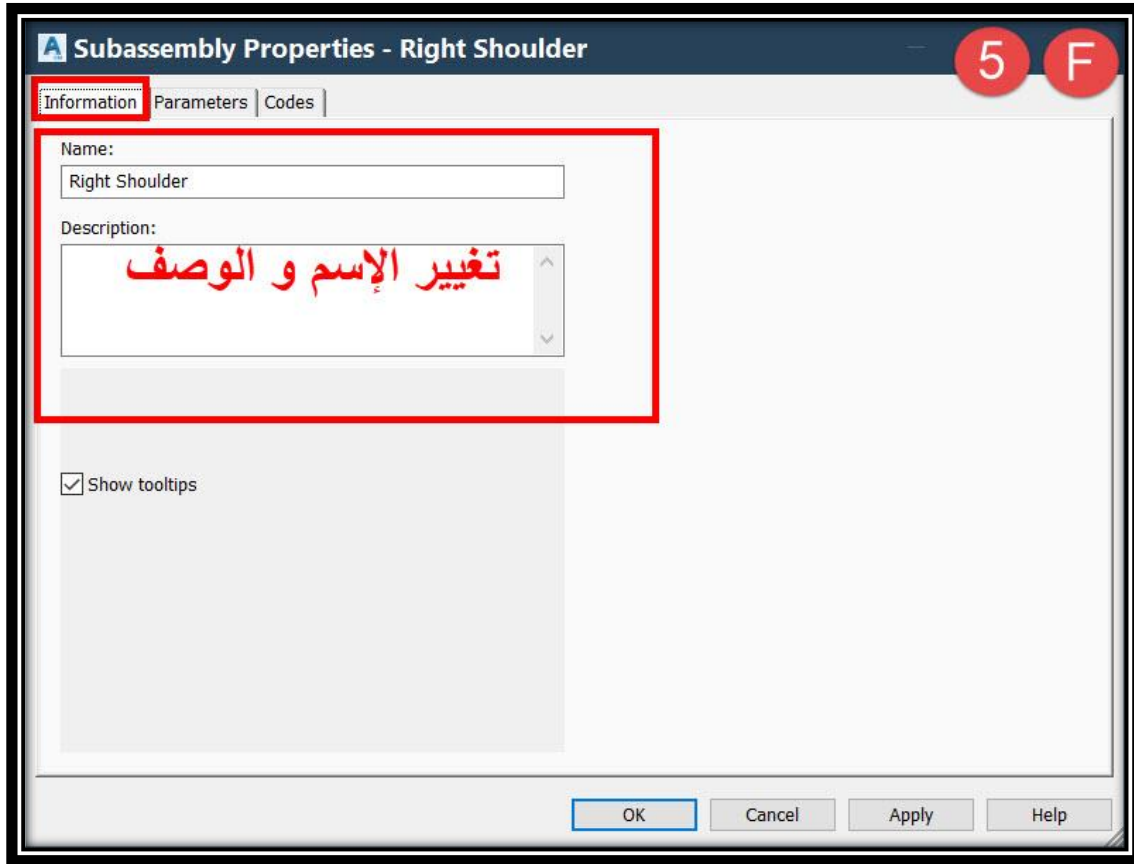 Subassembly Properties - Right Shoulder
5 F
Information Parameters Codes
Name:
Right Shoulder
Description:
تغيير الإسم و الوصف
Show tooltips
OK Cancel Apply Help